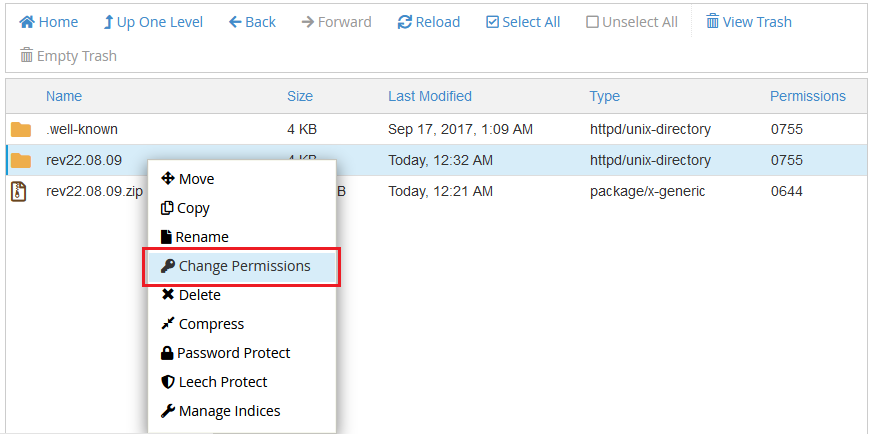 Home Up One Level Back Forward Reload Select All Unselect All View Trash
Empty Trash
Name Size Last Modified Type Permissions
.well-known 4 KB Sep 17, 2017, 1:09 AM httpd/unix-directory 0755
rev22.08.09 4 KB Today, 12:32 AM httpd/unix-directory 0755
rev22.08.09.zip B Today, 12:21 AM package/x-generic 0644
Move
Copy
Rename
Change Permissions
Delete
Compress
Password Protect
Leech Protect
Manage Indices